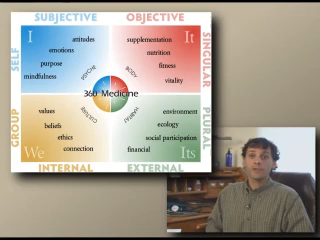 SUBJECTIVE OBJECTIVE
SELF
SINGULAR
I
It
attitudes
emotions
purpose
mindfulness
supplementation
nutrition
fitness
vitality
PSYCHE
BODY
360 Medicine
CULTURE
HABITAT
values
beliefs
ethics
connection
environment
ecology
social participation
financial
GROUP
PLURAL
We
Its
INTERNAL EXTERNAL